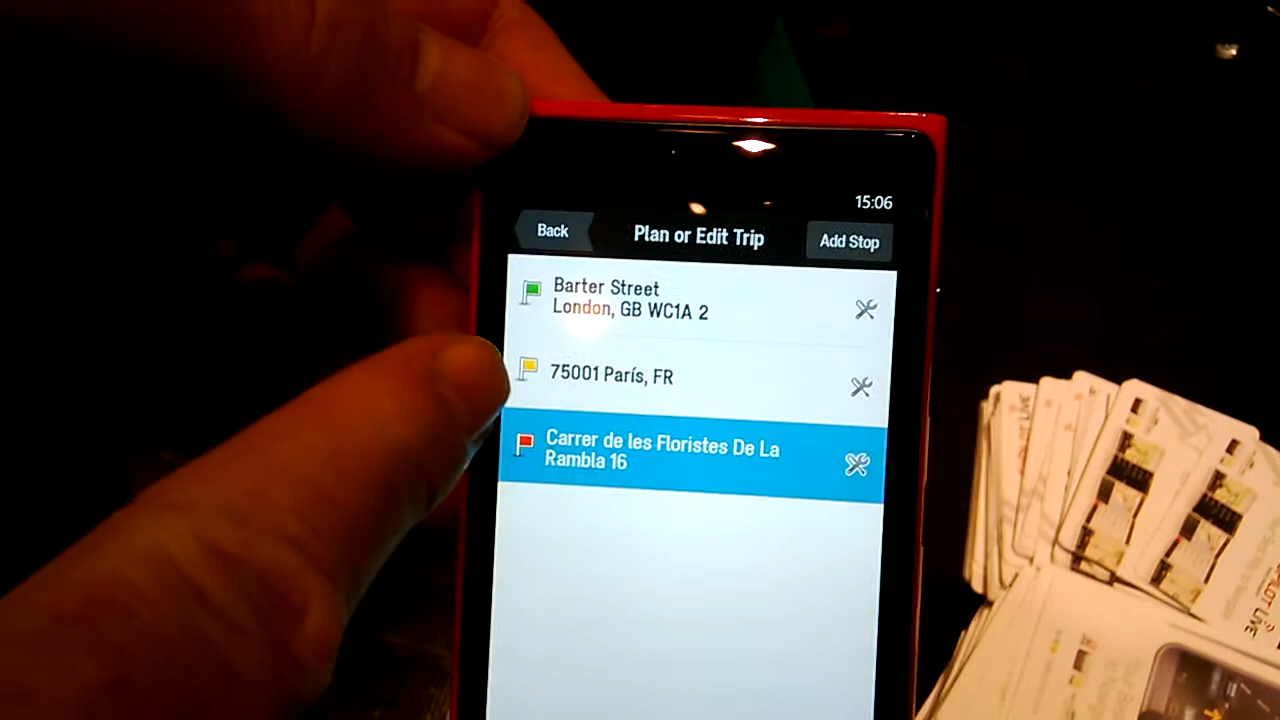 15:06
Back
Plan or Edit Trip
Add Stop
Barter Street
London, GB WC1A 2
75001 París, FR
Carrer de les Floristes De La
Rambla 16
LIVE